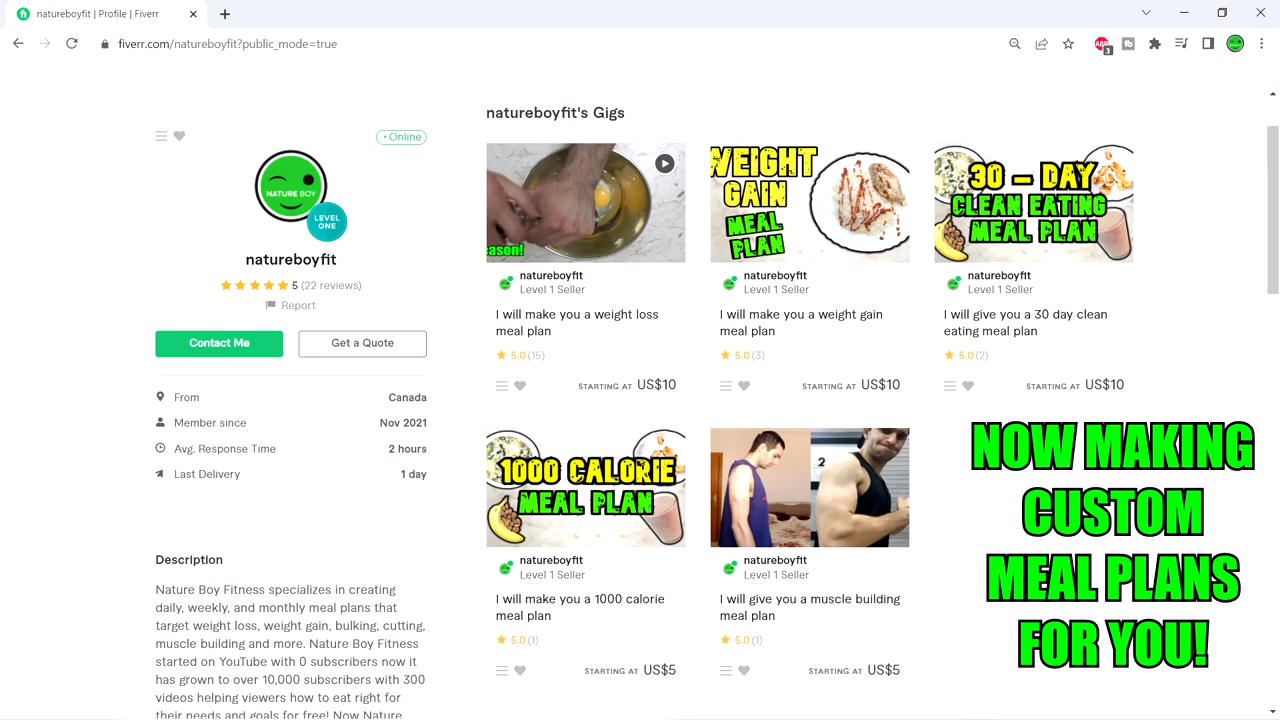 natureboyfit | Profile | Fiverr
fiverr.com/natureboyfit?public_mode=true
ABP
3
Online
NATURE BOY
LEVEL
ONE
natureboyfit
5 (22 reviews)
Report
Contact Me
Get a Quote
From Canada
Member since Nov 2021
Avg. Response Time 2 hours
Last Delivery 1 day
Description
Nature Boy Fitness specializes in creating
daily, weekly, and monthly meal plans that
target weight loss, weight gain, bulking, cutting,
muscle building and more. Nature Boy Fitness
started on YouTube with 0 subscribers now it
has grown to over 10,000 subscribers with 300
videos helping viewers how to eat right for
their needs and goals for free! Now Nature
natureboyfit's Gigs
eason!
natureboyfit
Level 1 Seller
I will make you a weight loss
meal plan
5.0 (15)
STARTING AT US$10
WEIGHT
GAIN
MEAL
PLAN
natureboyfit
Level 1 Seller
I will make you a weight gain
meal plan
5.0 (3)
STARTING AT US$10
30 - DAY
CLEAN EATING
MEAL PLAN
natureboyfit
Level 1 Seller
I will give you a 30 day clean
eating meal plan
5.0 (2)
STARTING AT US$10
1000 CALORIE
MEAL PLAN
natureboyfit
Level 1 Seller
I will make you a 1000 calorie
meal plan
5.0 (1)
STARTING AT US$5
2
natureboyfit
Level 1 Seller
I will give you a muscle building
meal plan
5.0 (1)
STARTING AT US$5
NOW MAKING
CUSTOM
MEAL PLANS
FOR YOU!